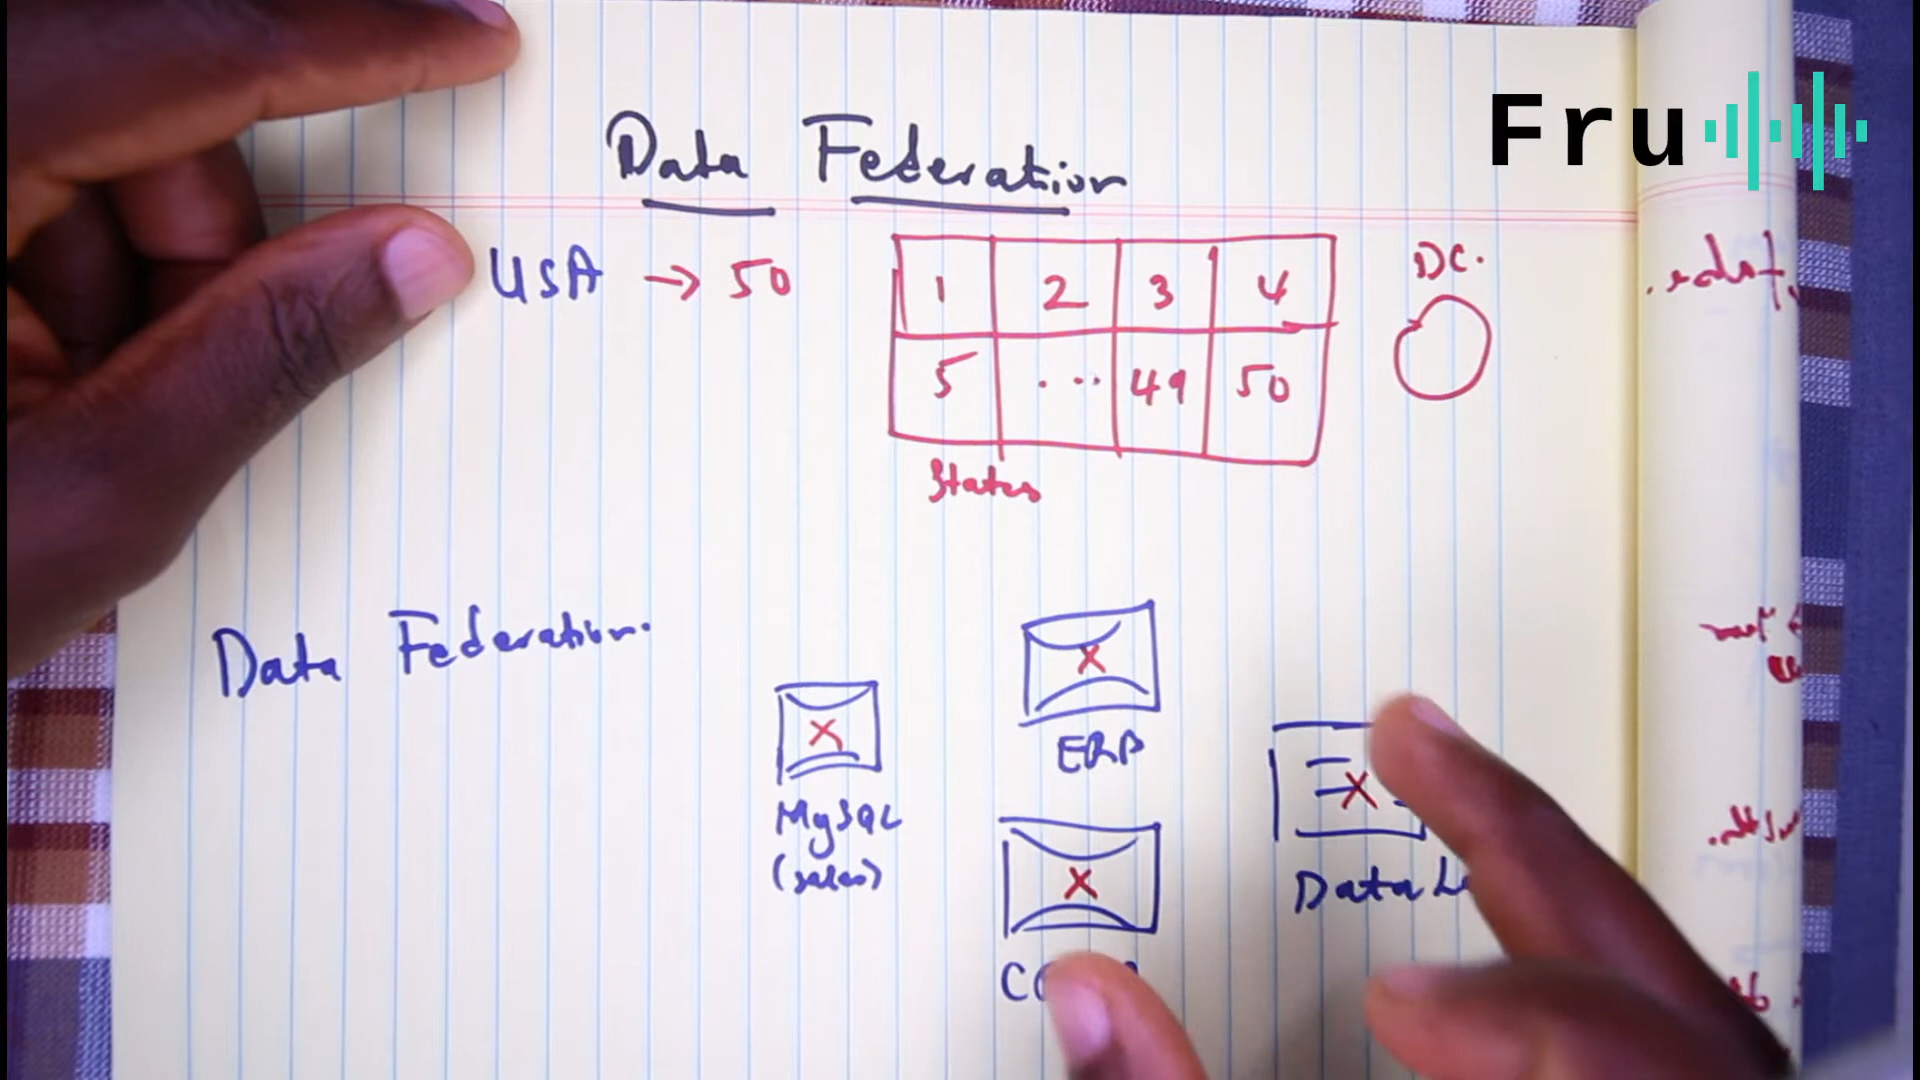 Fru
Data Federation
USA → 50
1 2 3 4
5 ... 49 50
States
DC.
Data Federation.
MySQL
(sales)
ERP
Data